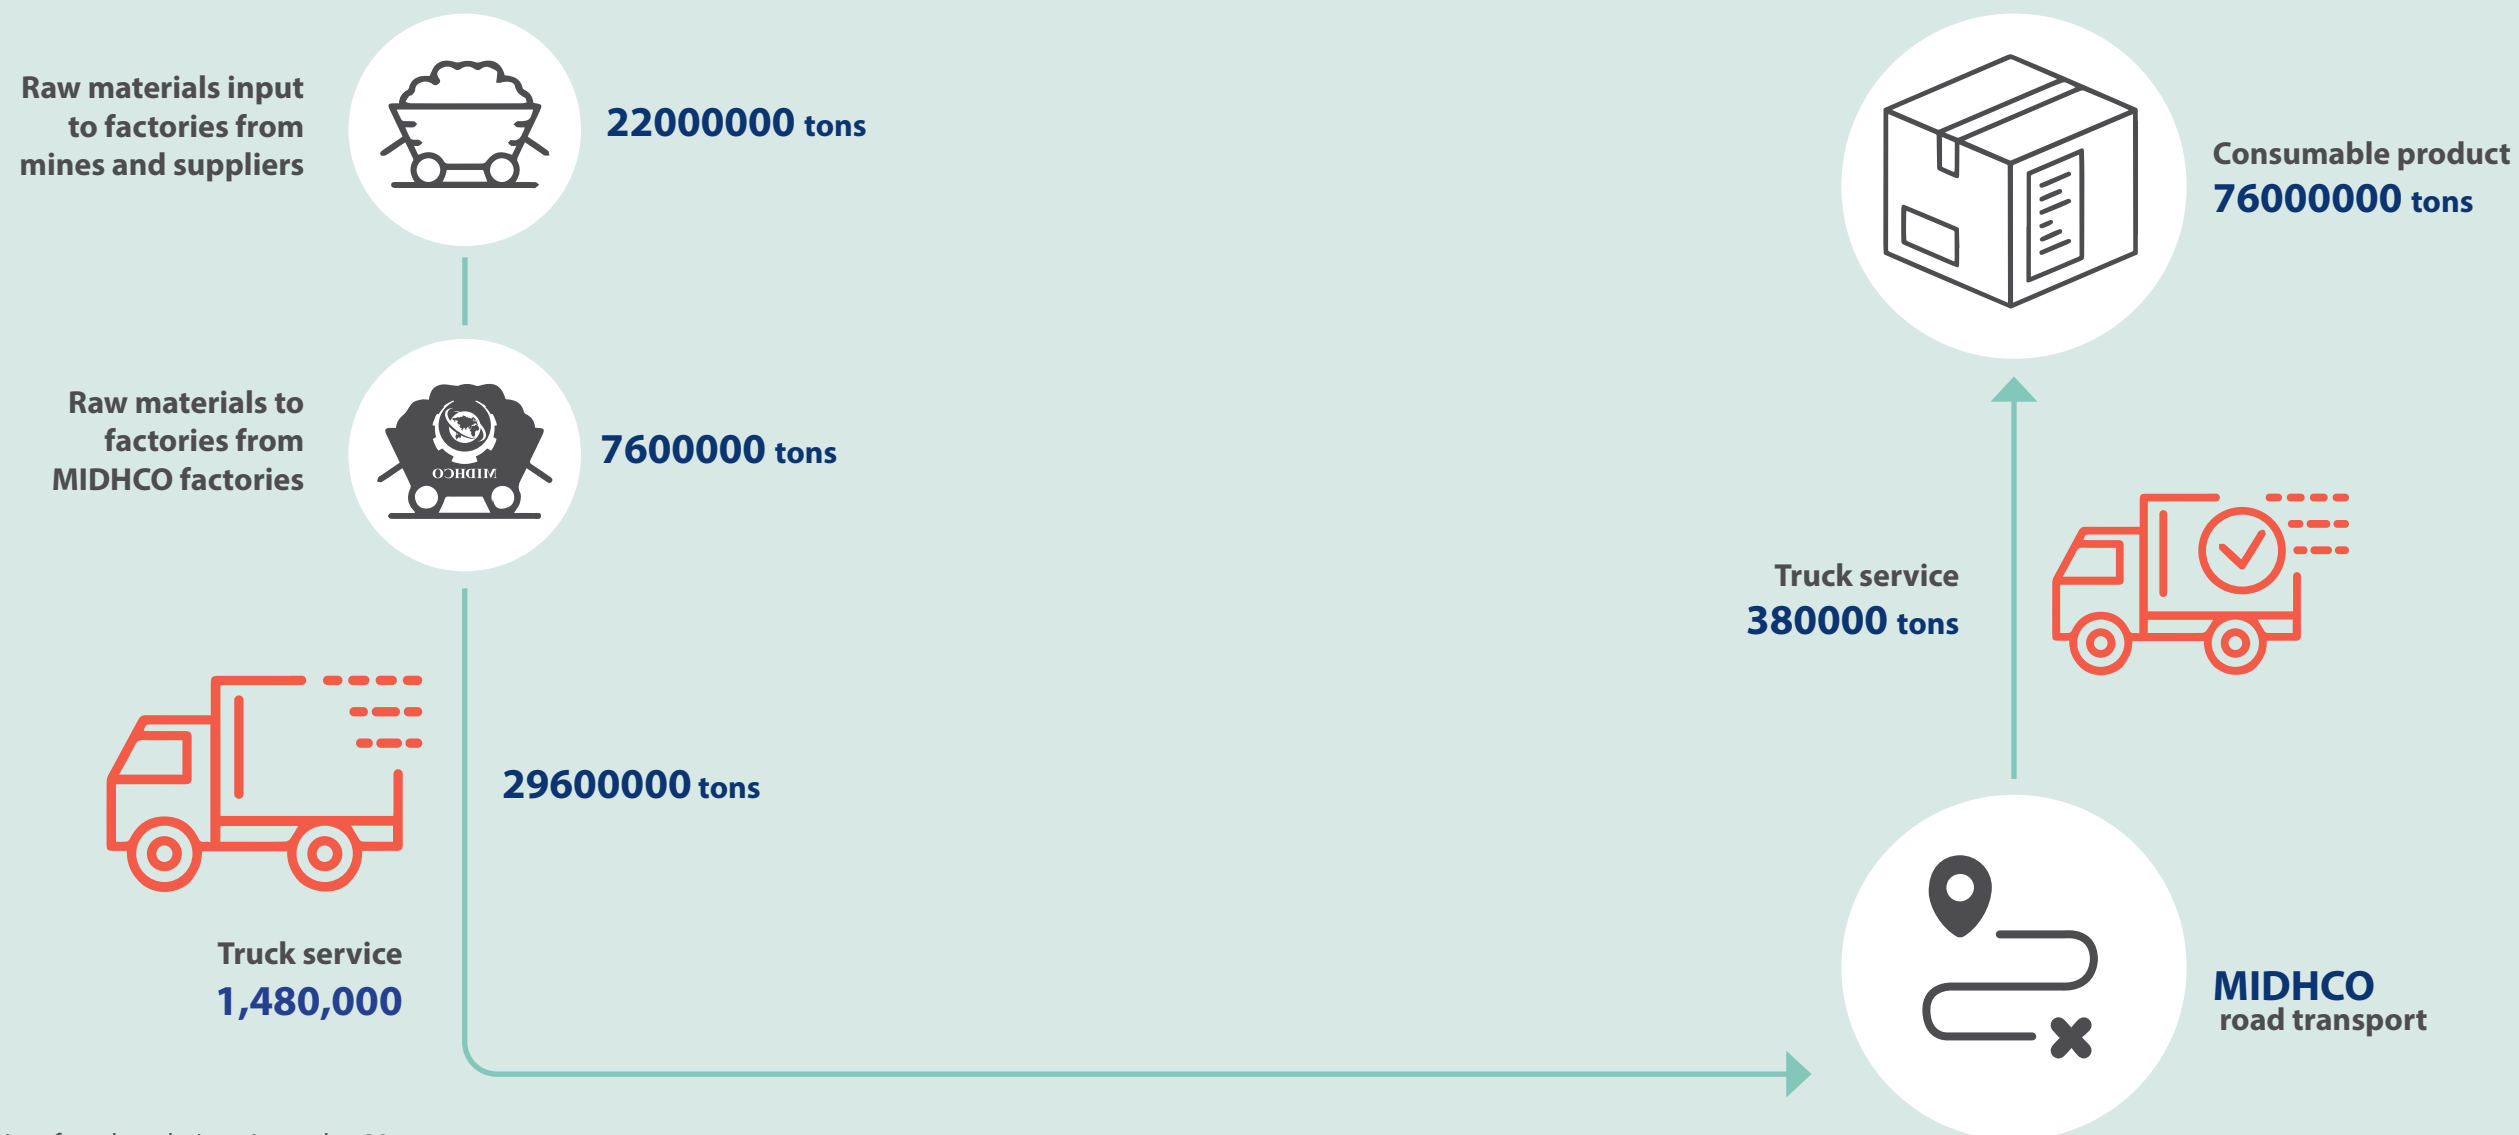 Raw materials input
to factories from
mines and suppliers
22000000 tons
Raw materials to
factories from
MIDHCO factories
MIDHCO
7600000 tons
29600000 tons
Truck service
1,480,000
Consumable product
76000000 tons
Truck service
380000 tons
MIDHCO
road transport